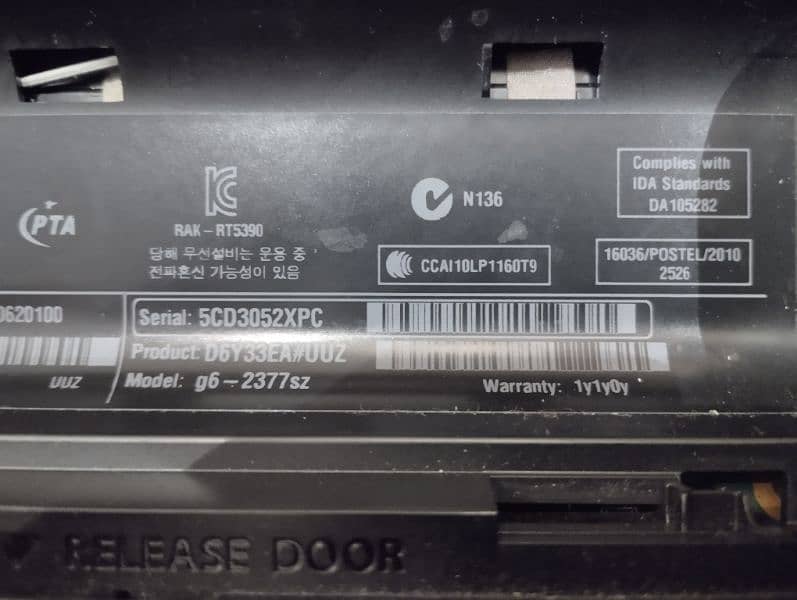 PTA
RAK-RT5390
당해 무선설비는 운용 중
전파혼신 가능성이 있음
N136
CCAI10LP1160T9
Complies with
IDA Standards
DA105282
16036/POSTEL/2010
2526
0620100
UUZ
Serial: 5CD3052XPC
Product: D6Y33EA#UUZ
Model: g6-2377sz
Warranty: 1y1y0y
RELEASE DOOR